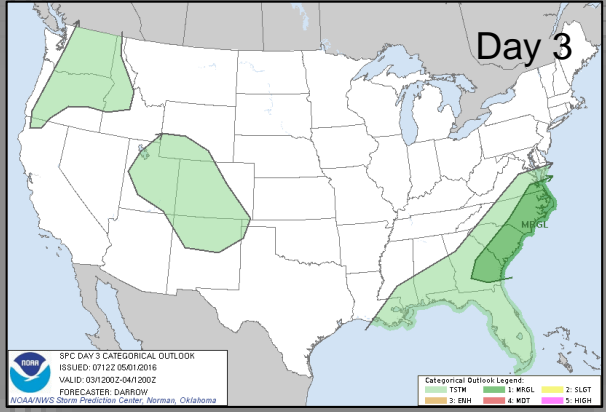 Day 3
MRGL
NOAA
SPC DAY 3 CATEGORICAL OUTLOOK
ISSUED: 0712Z 05/01/2016
VALID: 03/1200Z-04/1200Z
FORECASTER: DARROW
NOAA/NWS Storm Prediction Center, Norman, Oklahoma
Categorical Outlook Legend:
TSTM 1: MRGL 2: SLGT
3: ENH 4: MDT 5: HIGH